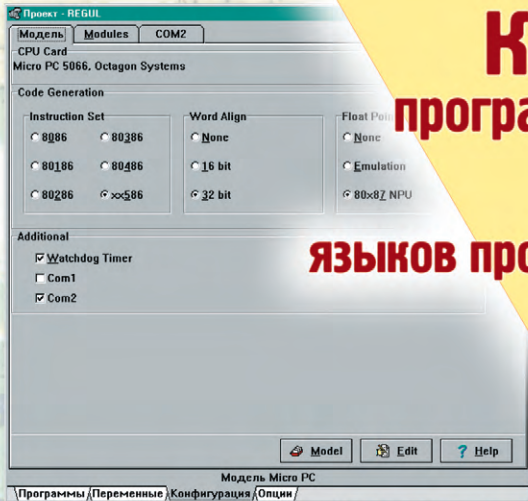 Проект - REGUL
Модель Modules COM2
CPU Card
Micro PC 5066, Octagon Systems
Code Generation
Instruction Set
8086 80386
80186 80486
80286 xx586
Word Align
None
16 bit
32 bit
Float
None
Emulation
80x87 NPU
Additional
Watchdog Timer
Com1
Com2
Model Edit Help
Модель Micro PC
Программы Переменные Конфигурация Опции
К
програ
языков про